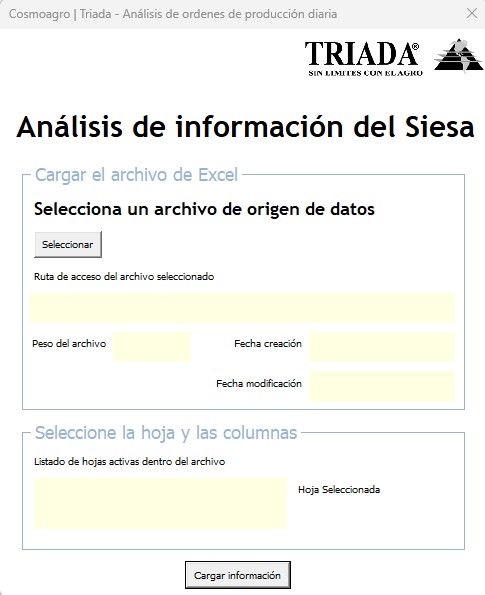 Cosmoagro | Triada - Análisis de ordenes de producción diaria
TRIADA®
SIN LIMITES CON EL AGRO
Análisis de información del Siesa
Cargar el archivo de Excel
Selecciona un archivo de origen de datos
Seleccionar
Ruta de acceso del archivo seleccionado
Peso del archivo
Fecha creación
Fecha modificación
Seleccione la hoja y las columnas
Listado de hojas activas dentro del archivo
Hoja Seleccionada
Cargar información